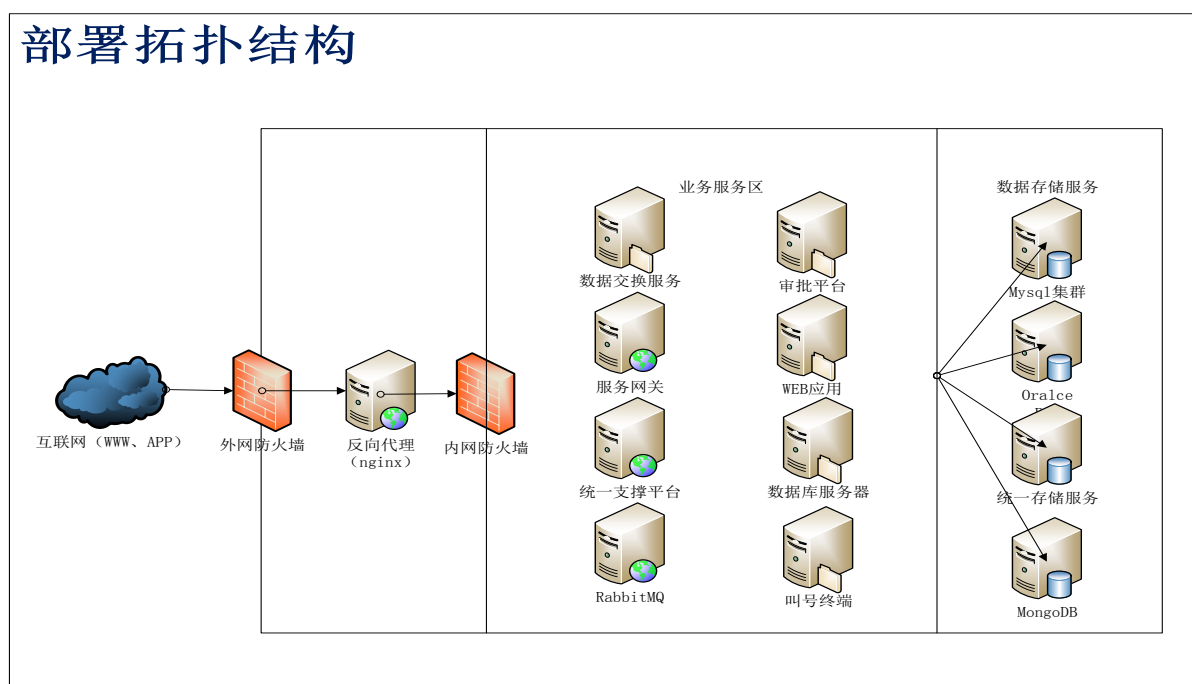 部署拓扑结构
业务服务区
数据存储服务
数据交换服务
审批平台
Mysql集群
服务网关
WEB应用
Oralce
互联网（WWW、APP）
外网防火墙
反向代理
（nginx）
内网防火墙
统一支撑平台
数据库服务器
统一存储服务
RabbitMQ
叫号终端
MongoDB